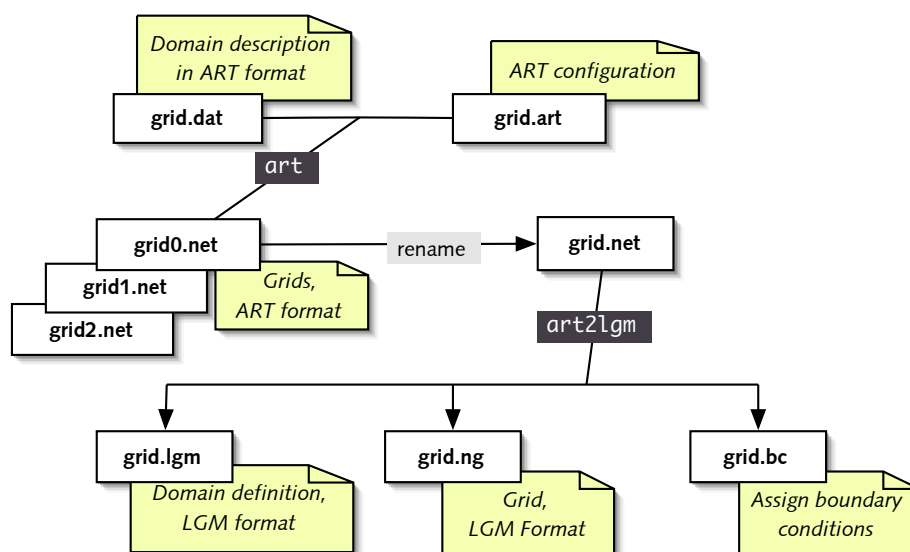 Domain description
in ART format
ART configuration
grid.dat
grid.art
art
grid0.net
rename
grid.net
grid1.net
Grids,
ART format
grid2.net
art2lgm
grid.lgm
grid.ng
grid.bc
Domain definition,
LGM format
Grid,
LGM Format
Assign boundary
conditions